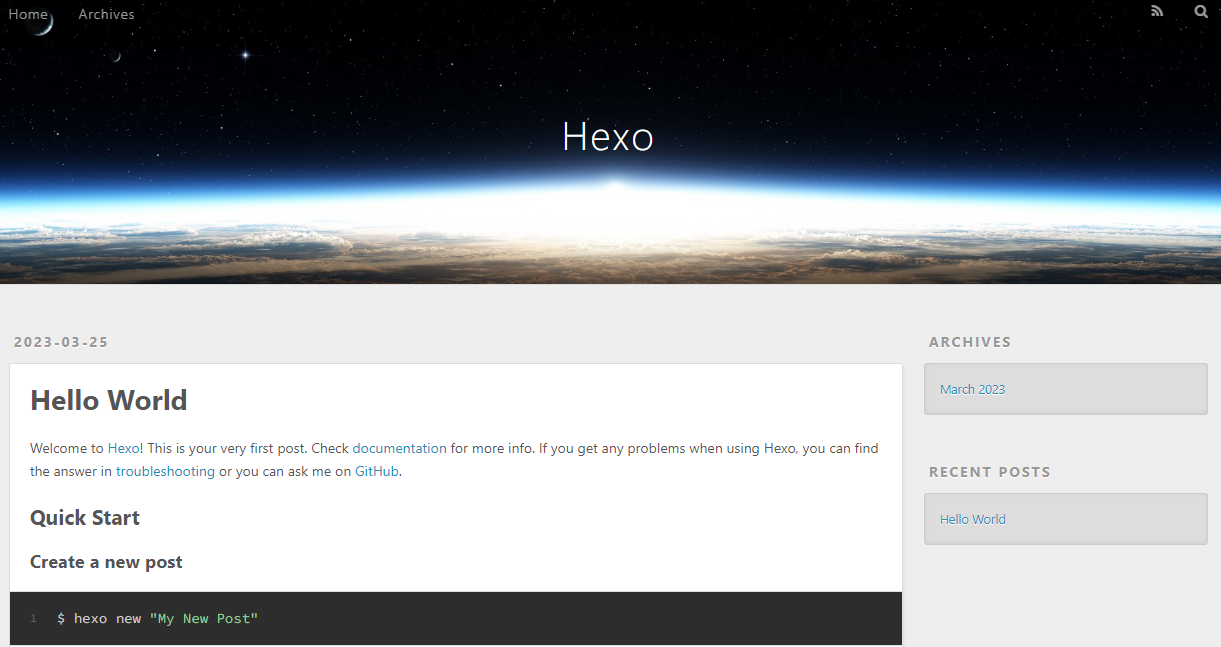 Home Archives
Hexo
2023-03-25
Hello World
Welcome to Hexo! This is your very first post. Check documentation for more info. If you get any problems when using Hexo, you can find
the answer in troubleshooting or you can ask me on GitHub.
Quick Start
Create a new post
1 $ hexo new "My New Post"
ARCHIVES
March 2023
RECENT POSTS
Hello World